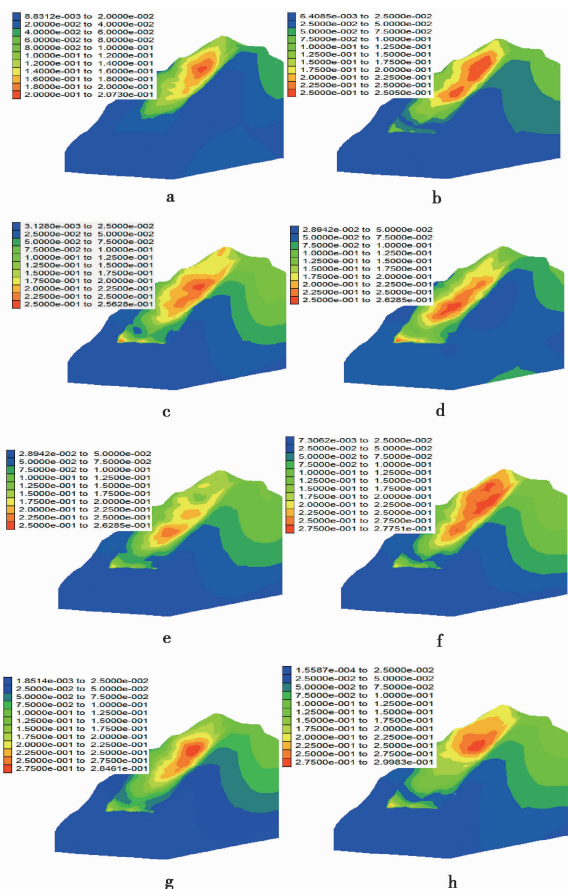 8.8312e-003 to 2.0000e-002
2.0000e-002 to 4.0000e-002
4.0000e-002 to 6.0000e-002
6.0000e-002 to 8.0000e-002
8.0000e-002 to 1.0000e-001
1.0000e-001 to 1.2000e-001
1.2000e-001 to 1.4000e-001
1.4000e-001 to 1.6000e-001
1.6000e-001 to 1.8000e-001
1.8000e-001 to 2.0000e-001
2.0000e-001 to 2.0730e-001
a
6.4085e-003 to 2.5000e-002
2.5000e-002 to 5.0000e-002
5.0000e-002 to 7.5000e-002
7.5000e-002 to 1.0000e-001
1.0000e-001 to 1.2500e-001
1.2500e-001 to 1.5000e-001
1.5000e-001 to 1.7500e-001
1.7500e-001 to 2.0000e-001
2.0000e-001 to 2.2500e-001
2.2500e-001 to 2.5000e-001
2.5000e-001 to 2.5050e-001
b
3.1280e-003 to 2.5000e-002
2.5000e-002 to 5.0000e-002
5.0000e-002 to 7.5000e-002
7.5000e-002 to 1.0000e-001
1.0000e-001 to 1.2500e-001
1.2500e-001 to 1.5000e-001
1.5000e-001 to 1.7500e-001
1.7500e-001 to 2.0000e-001
2.0000e-001 to 2.2500e-001
2.2500e-001 to 2.5000e-001
2.5000e-001 to 2.5628e-001
c
2.8942e-002 to 5.0000e-002
5.0000e-002 to 7.5000e-002
7.5000e-002 to 1.0000e-001
1.0000e-001 to 1.2500e-001
1.2500e-001 to 1.5000e-001
1.5000e-001 to 1.7500e-001
1.7500e-001 to 2.0000e-001
2.0000e-001 to 2.2500e-001
2.2500e-001 to 2.5000e-001
2.5000e-001 to 2.6285e-001
d
2.8942e-002 to 5.0000e-002
5.0000e-002 to 7.5000e-002
7.5000e-002 to 1.0000e-001
1.0000e-001 to 1.2500e-001
1.2500e-001 to 1.5000e-001
1.5000e-001 to 1.7500e-001
1.7500e-001 to 2.0000e-001
2.0000e-001 to 2.2500e-001
2.2500e-001 to 2.5000e-001
2.5000e-001 to 2.6285e-001
e
7.3062e-003 to 2.5000e-002
2.5000e-002 to 5.0000e-002
5.0000e-002 to 7.5000e-002
7.5000e-002 to 1.0000e-001
1.0000e-001 to 1.2500e-001
1.2500e-001 to 1.5000e-001
1.5000e-001 to 1.7500e-001
1.7500e-001 to 2.0000e-001
2.0000e-001 to 2.2500e-001
2.2500e-001 to 2.5000e-001
2.5000e-001 to 2.7500e-001
2.7500e-001 to 2.7751e-001
f
1.8514e-003 to 2.5000e-002
2.5000e-002 to 5.0000e-002
5.0000e-002 to 7.5000e-002
7.5000e-002 to 1.0000e-001
1.0000e-001 to 1.2500e-001
1.2500e-001 to 1.5000e-001
1.5000e-001 to 1.7500e-001
1.7500e-001 to 2.0000e-001
2.0000e-001 to 2.2500e-001
2.2500e-001 to 2.5000e-001
2.5000e-001 to 2.7500e-001
2.7500e-001 to 2.8461e-001
g
1.5587e-004 to 2.5000e-002
2.5000e-002 to 5.0000e-002
5.0000e-002 to 7.5000e-002
7.5000e-002 to 1.0000e-001
1.0000e-001 to 1.2500e-001
1.2500e-001 to 1.5000e-001
1.5000e-001 to 1.7500e-001
1.7500e-001 to 2.0000e-001
2.0000e-001 to 2.2500e-001
2.2500e-001 to 2.5000e-001
2.5000e-001 to 2.7500e-001
2.7500e-001 to 2.9983e-001
h